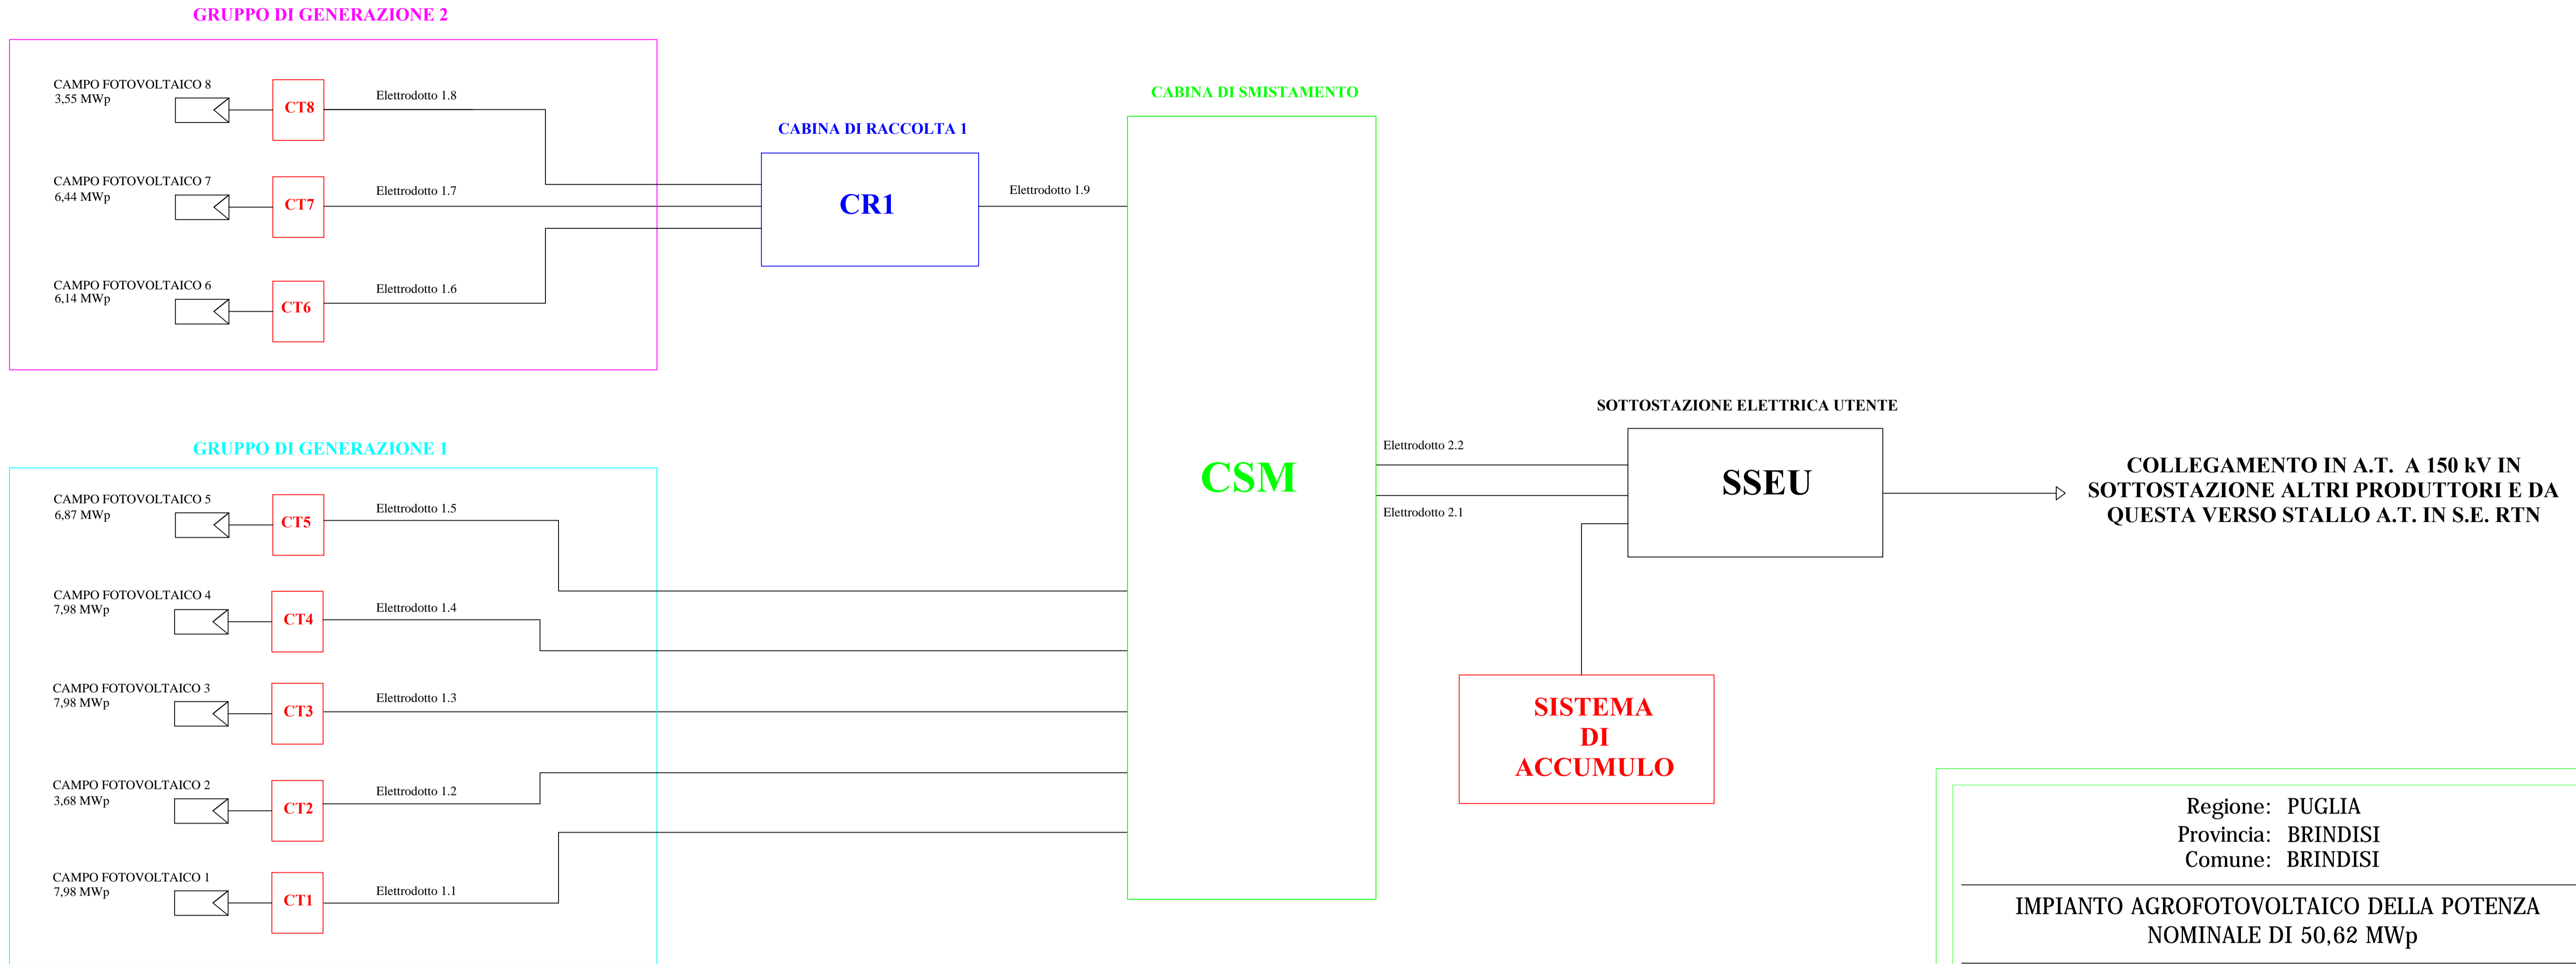 GRUPPO DI GENERAZIONE 2
CAMPO FOTOVOLTAICO 8
3,55 MWp
CT8
Elettrodotto 1.8
CAMPO FOTOVOLTAICO 7
6,44 MWp
CT7
Elettrodotto 1.7
CAMPO FOTOVOLTAICO 6
6,14 MWp
CT6
Elettrodotto 1.6
CABINA DI RACCOLTA 1
CR1
Elettrodotto 1.9
CABINA DI SMISTAMENTO
CSM
GRUPPO DI GENERAZIONE 1
CAMPO FOTOVOLTAICO 5
6,87 MWp
CT5
Elettrodotto 1.5
CAMPO FOTOVOLTAICO 4
7,98 MWp
CT4
Elettrodotto 1.4
CAMPO FOTOVOLTAICO 3
7,98 MWp
CT3
Elettrodotto 1.3
CAMPO FOTOVOLTAICO 2
3,68 MWp
CT2
Elettrodotto 1.2
CAMPO FOTOVOLTAICO 1
7,98 MWp
CT1
Elettrodotto 1.1
Elettrodotto 2.2
Elettrodotto 2.1
SOTTOSTAZIONE ELETTRICA UTENTE
SSEU
SISTEMA
DI
ACCUMULO
COLLEGAMENTO IN A.T. A 150 kV IN
SOTTOSTAZIONE ALTRI PRODUTTORI E DA
QUESTA VERSO STALLO A.T. IN S.E. RTN
Regione: PUGLIA
Provincia: BRINDISI
Comune: BRINDISI
IMPIANTO AGROFOTOVOLTAICO DELLA POTENZA
NOMINALE DI 50,62 MWp